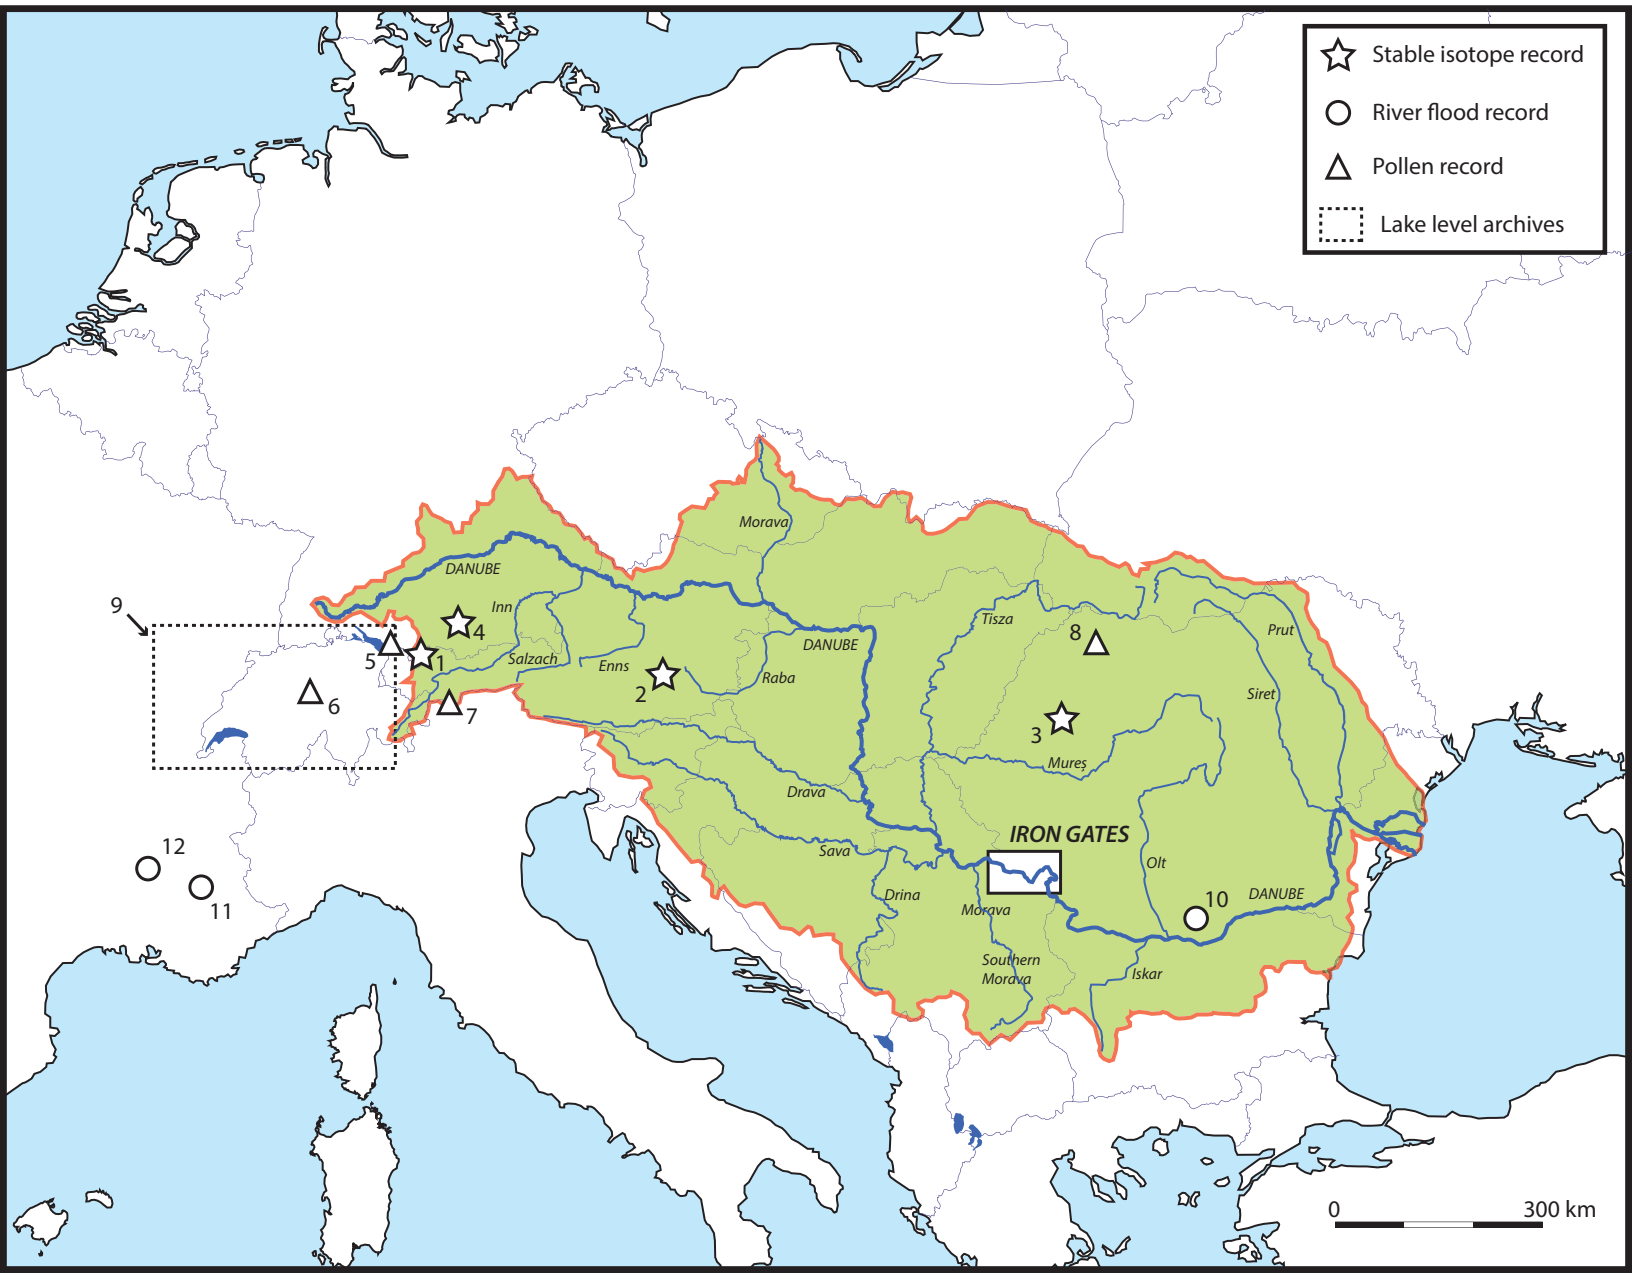 Stable isotope record
River flood record
Pollen record
Lake level archives
Morava
DANUBE
9
Inn
4
Tisza
8
Prut
5
1
Salzach
Enns
DANUBE
Raba
2
Siret
6
7
3
Mureș
Drava
IRON GATES
12
Sava
Olt
11
Drina
Morava
10
DANUBE
Southern
Morava
Iskar
0
300 km